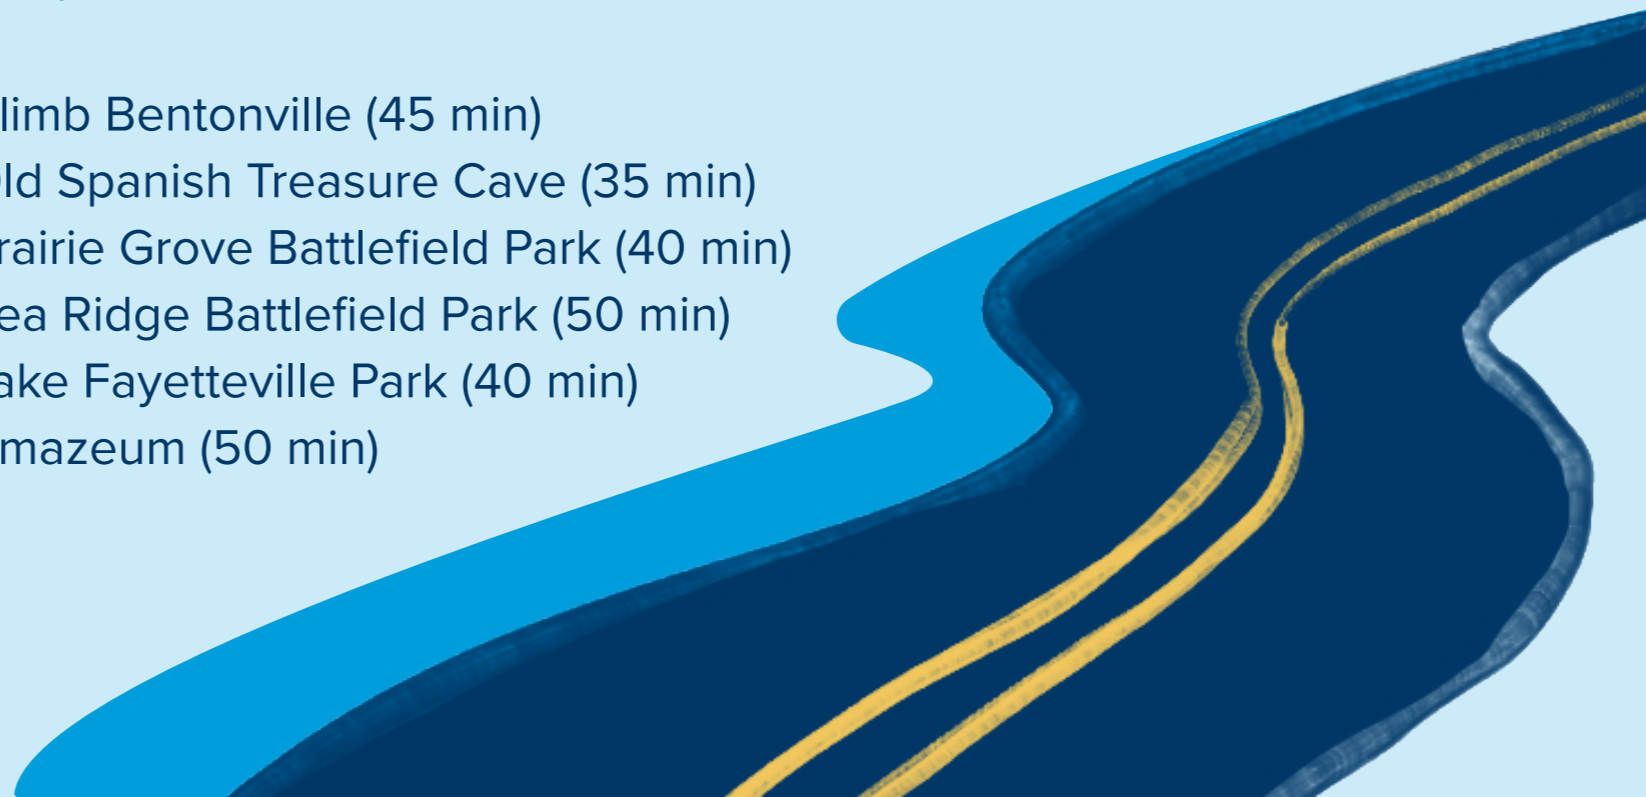 limb Bentonville (45 min)
ld Spanish Treasure Cave (35 min)
rairie Grove Battlefield Park (40 min)
ea Ridge Battlefield Park (50 min)
ake Fayetteville Park (40 min)
mazeum (50 min)